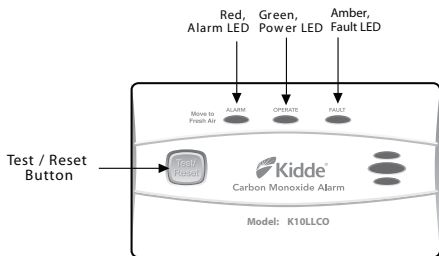 Red, Green, Amber,
Alarm LED Power LED Fault LED
Move to Fresh Air
ALARM OPERATE FAULT
Test / Reset Button
Test/ Reset
Kidde®
Carbon Monoxide Alarm
Model: K10LLCO